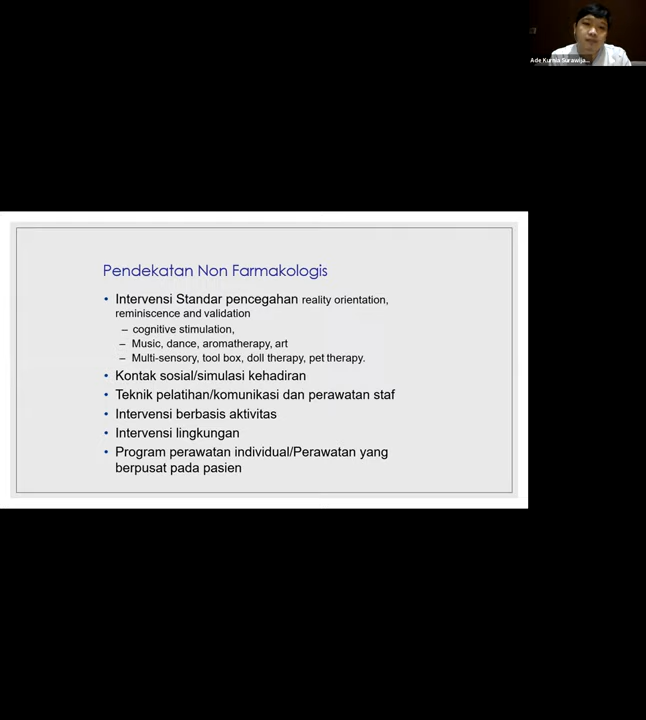 Ade Kurnia Surawija...
Pendekatan Non Farmakologis
• Intervensi Standar pencegahan reality orientation,
reminiscence and validation
– cognitive stimulation,
– Music, dance, aromatherapy, art
– Multi-sensory, tool box, doll therapy, pet therapy.
• Kontak sosial/simulasi kehadiran
• Teknik pelatihan/komunikasi dan perawatan staf
• Intervensi berbasis aktivitas
• Intervensi lingkungan
• Program perawatan individual/Perawatan yang
berpusat pada pasien